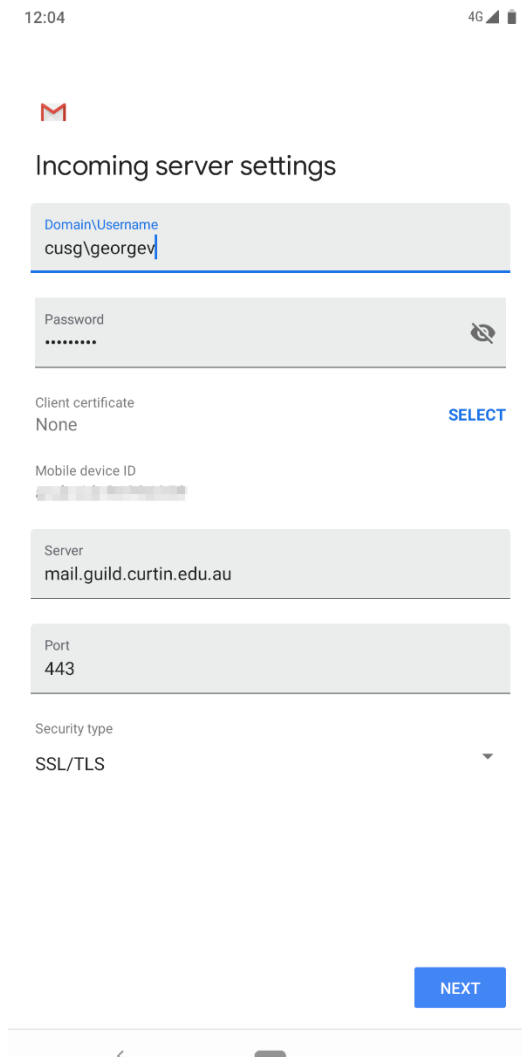 12:04
4G
Incoming server settings
Domain\Username
cusg\georgev
Password
•••••••••
Client certificate
None
SELECT
Mobile device ID
Server
mail.guild.curtin.edu.au
Port
443
Security type
SSL/TLS
NEXT